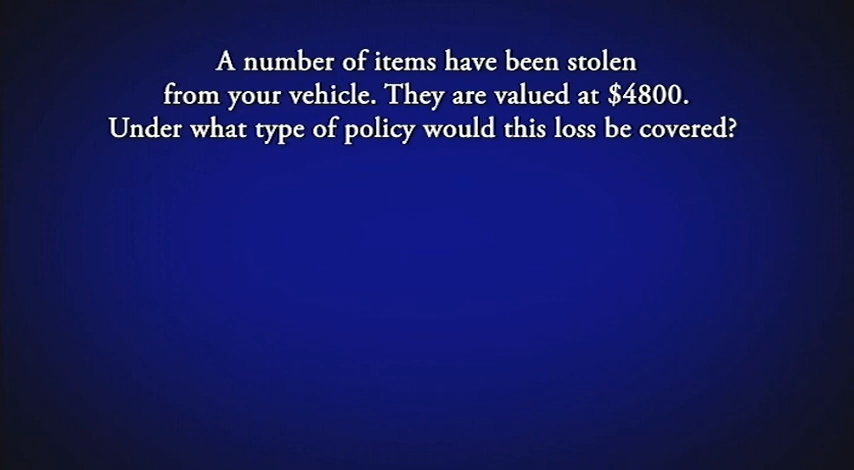 A number of items have been stolen
from your vehicle. They are valued at $4800.
Under what type of policy would this loss be covered?